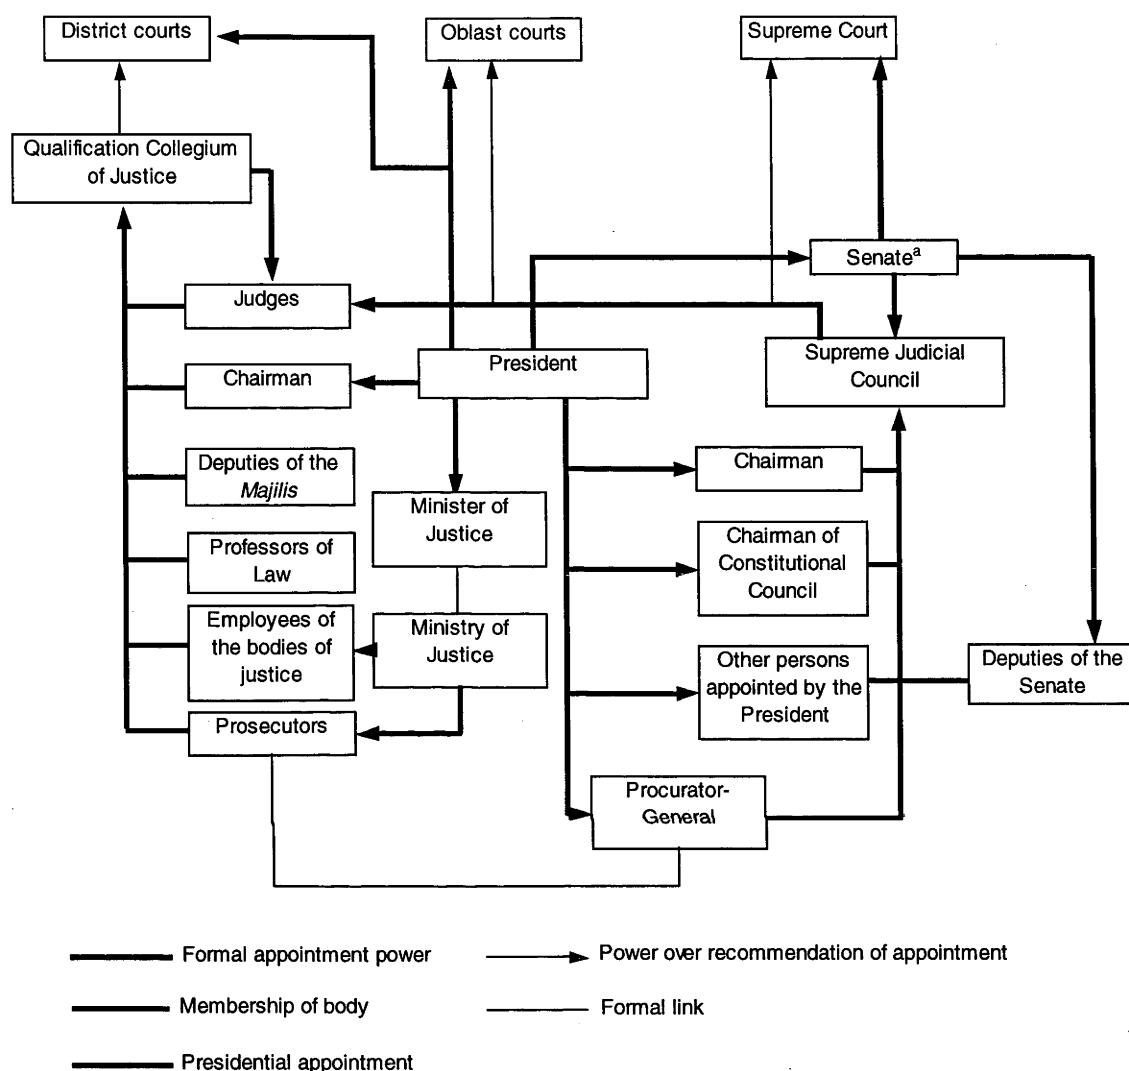 District courts
Oblast courts
Supreme Court
Qualification Collegium
of Justice
Senateᵃ
Judges
President
Supreme Judicial
Council
Chairman
Chairman
Deputies of the
Majilis
Minister of
Justice
Chairman of
Constitutional
Council
Professors of
Law
Employees of
the bodies of
justice
Ministry of
Justice
Other persons
appointed by the
President
Deputies of the
Senate
Prosecutors
Procurator-
General
Formal appointment power
Power over recommendation of appointment
Membership of body
Formal link
Presidential appointment